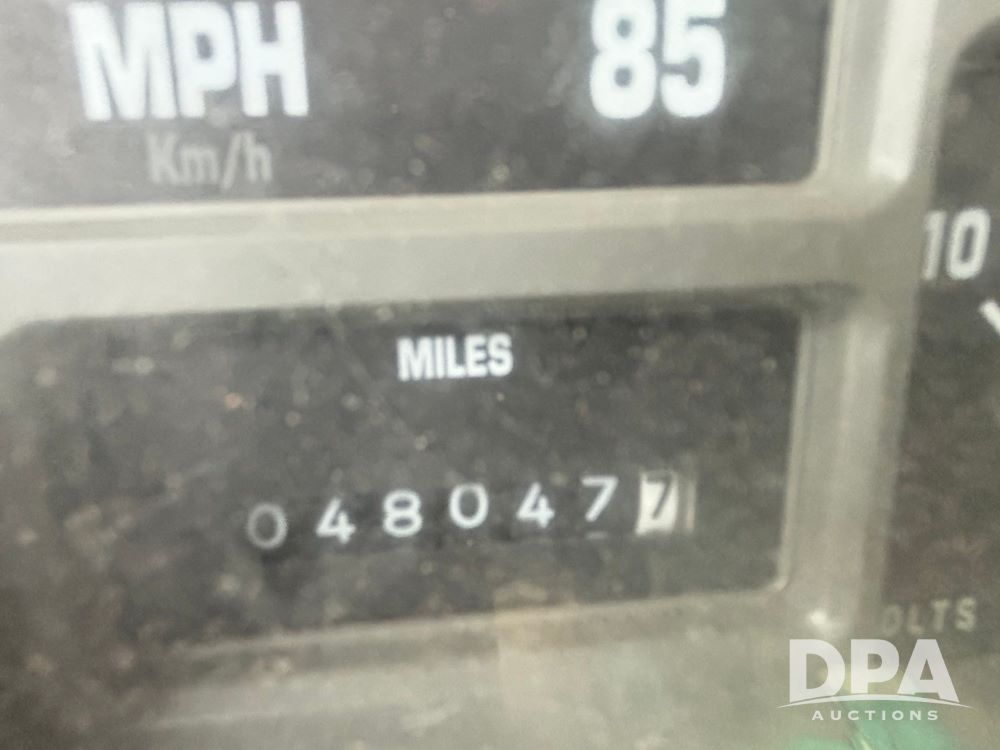 MPH 85
Km/h
10
MILES
0480477
OLTS
DPA
AUCTIONS